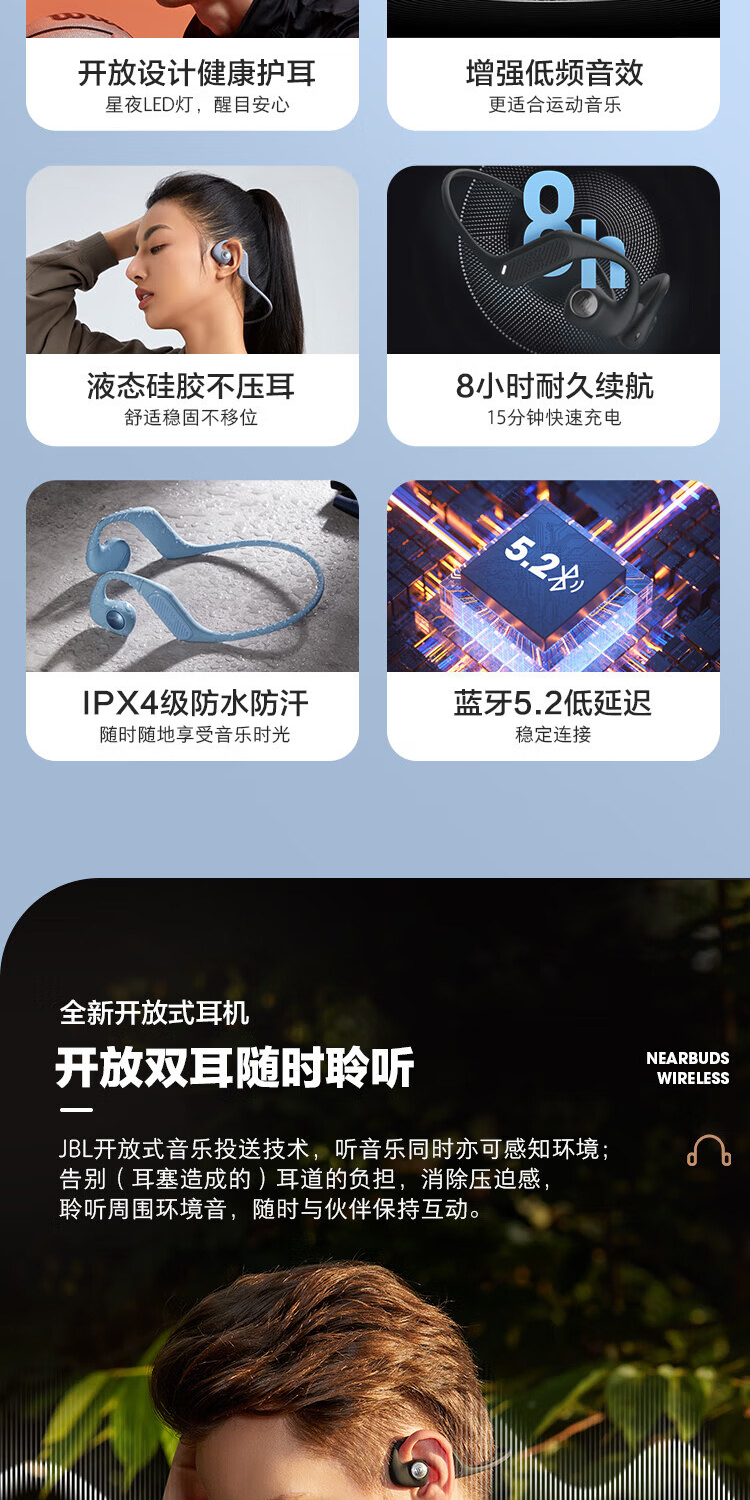 开放设计健康护耳
星夜LED灯，醒目安心
增强低频音效
更适合运动音乐
8h
液态硅胶不压耳
舒适稳固不移位
8小时耐久续航
15分钟快速充电
5.2
IPX4级防水防汗
随时随地享受音乐时光
蓝牙5.2低延迟
稳定连接
全新开放式耳机
开放双耳随时聆听
NEARBUDS
WIRELESS
JBL开放式音乐投送技术，听音乐同时亦可感知环境；
告别（耳塞造成的）耳道的负担，消除压迫感，
聆听周围环境音，随时与伙伴保持互动。